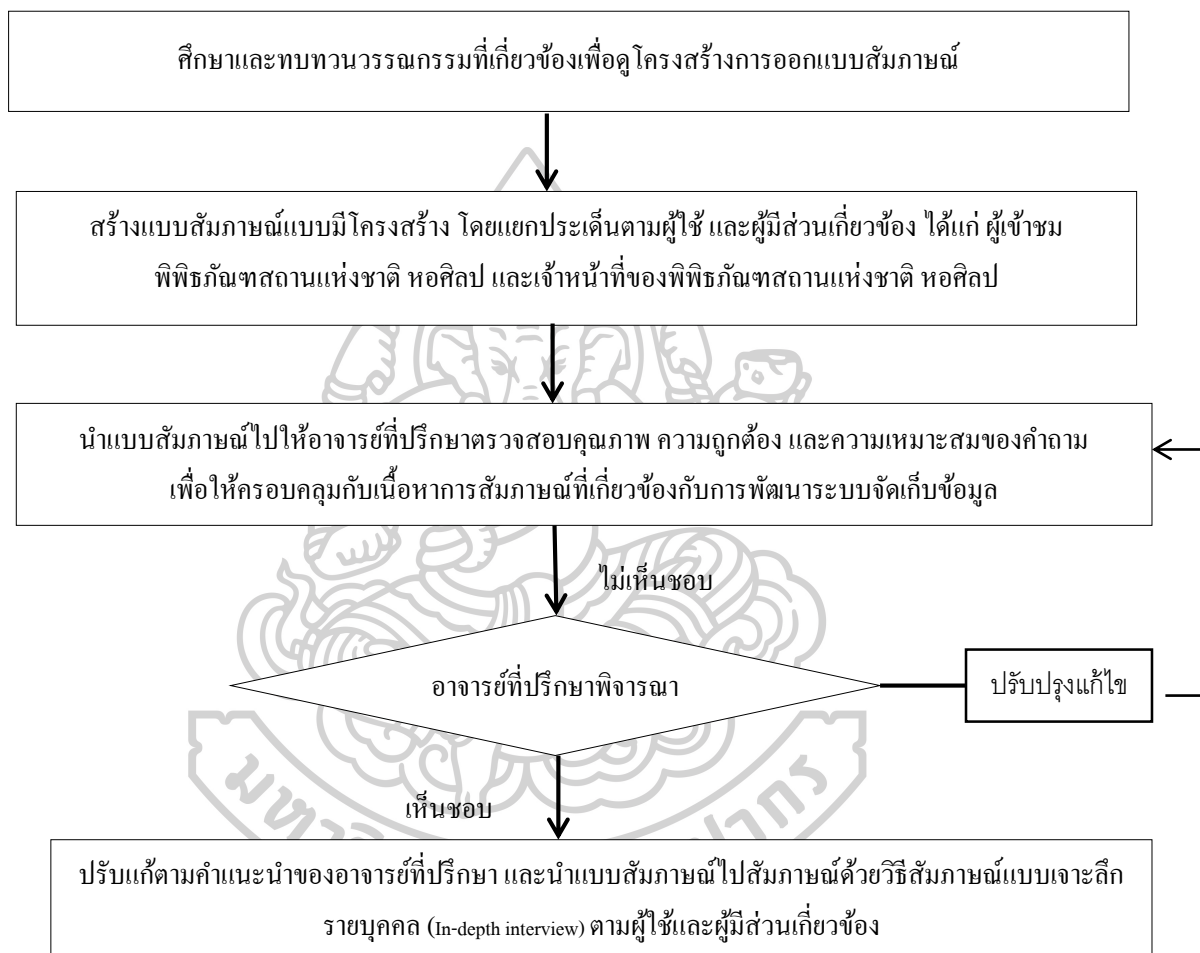 ศึกษาและทบทวนวรรณกรรมที่เกี่ยวข้องเพื่อดูโครงสร้างการออกแบบสัมภาษณ์
สร้างแบบสัมภาษณ์แบบมีโครงสร้าง โดยแยกประเด็นตามผู้ใช้ และผู้มีส่วนเกี่ยวข้อง ได้แก่ ผู้เข้าชม
พิพิธภัณฑสถานแห่งชาติ หอศิลป และเจ้าหน้าที่ของพิพิธภัณฑสถานแห่งชาติ หอศิลป
นำแบบสัมภาษณ์ไปให้อาจารย์ที่ปรึกษาตรวจสอบคุณภาพ ความถูกต้อง และความเหมาะสมของคำถาม
เพื่อให้ครอบคลุมกับเนื้อหาการสัมภาษณ์ที่เกี่ยวข้องกับการพัฒนาระบบจัดเก็บข้อมูล
ไม่เห็นชอบ
อาจารย์ที่ปรึกษาพิจารณา
ปรับปรุงแก้ไข
เห็นชอบ
ปรับแก้ตามคำแนะนำของอาจารย์ที่ปรึกษา และนำแบบสัมภาษณ์ไปสัมภาษณ์ด้วยวิธีสัมภาษณ์แบบเจาะลึก
รายบุคคล (In-depth interview) ตามผู้ใช้และผู้มีส่วนเกี่ยวข้อง